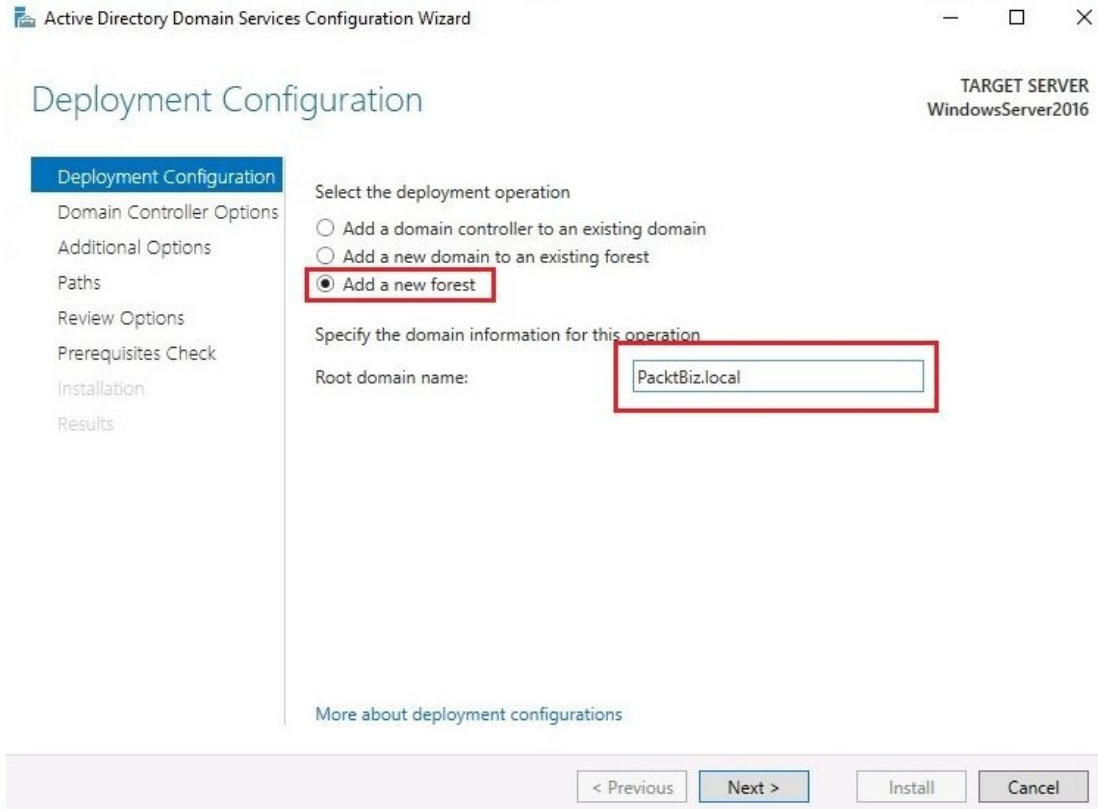 Active Directory Domain Services Configuration Wizard
Deployment Configuration
TARGET SERVER
WindowsServer2016
Deployment Configuration
Domain Controller Options
Additional Options
Paths
Review Options
Prerequisites Check
Installation
Results
Select the deployment operation
Add a domain controller to an existing domain
Add a new domain to an existing forest
Add a new forest
Specify the domain information for this operation
Root domain name:
PacktBiz.local
More about deployment configurations
< Previous
Next >
Install
Cancel